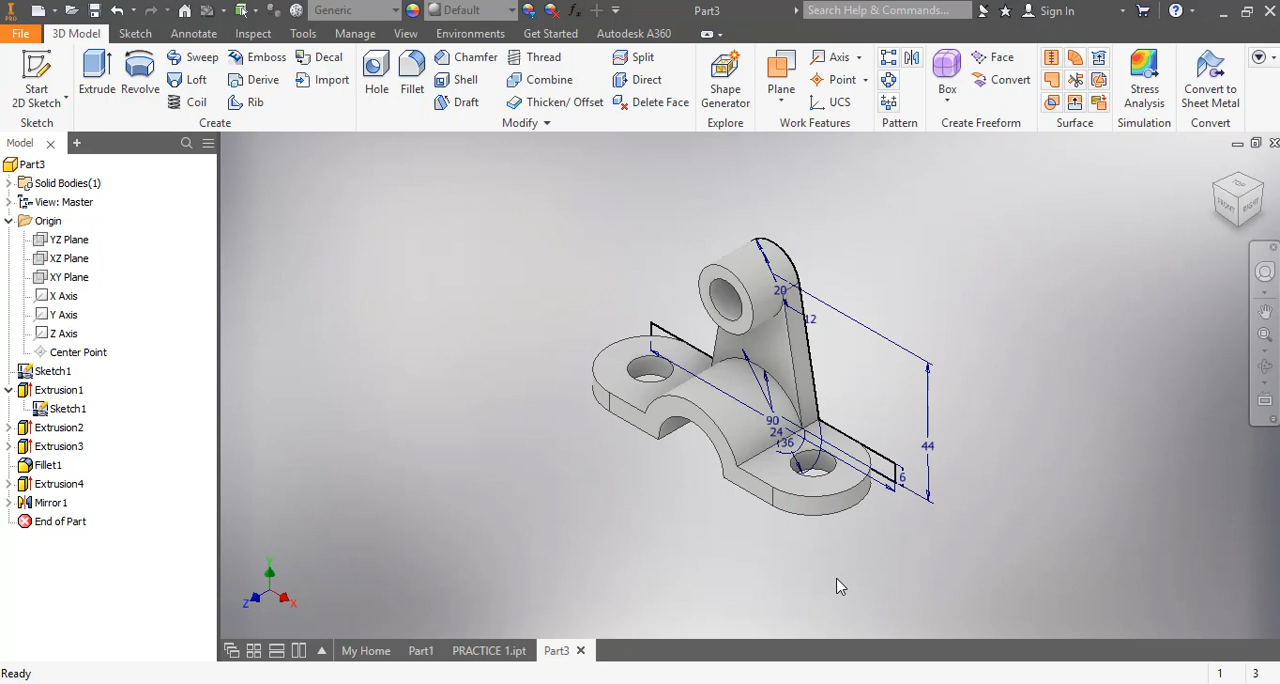 PRO Generic Default Part3 Search Help & Commands... Sign In
File 3D Model Sketch Annotate Inspect Tools Manage View Environments Get Started Autodesk A360
Start 2D Sketch
Extrude
Revolve
Sweep Emboss Decal
Loft Derive Import
Coil Rib
Hole
Fillet
Chamfer Thread Split
Shell Combine Direct
Draft Thicken/ Offset Delete Face
Shape Generator
Plane
Axis
Point
UCS
Box
Face
Convert
Stress Analysis
Convert to Sheet Metal
Sketch Create Modify Explore Work Features Pattern Create Freeform Surface Simulation Convert
Model
Part3
Solid Bodies(1)
View: Master
Origin
YZ Plane
XZ Plane
XY Plane
X Axis
Y Axis
Z Axis
Center Point
Sketch1
Extrusion1
Sketch1
Extrusion2
Extrusion3
Fillet1
Extrusion4
Mirror1
End of Part
TOP
FRONT RIGHT
20
12
90
24
36
44
6
Y
Z X
My Home Part1 PRACTICE 1.ipt Part3
Ready 1 3